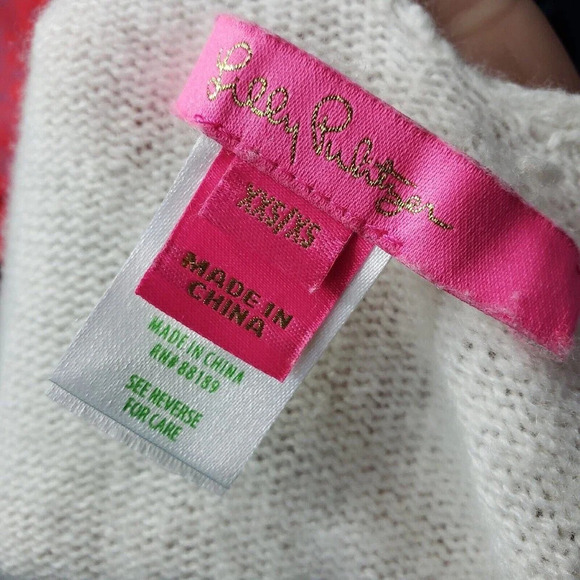 Lilly Pulitzer
XXS/XS
MADE IN
CHINA
MADE IN CHINA
RN# 88189
SEE REVERSE
FOR CARE